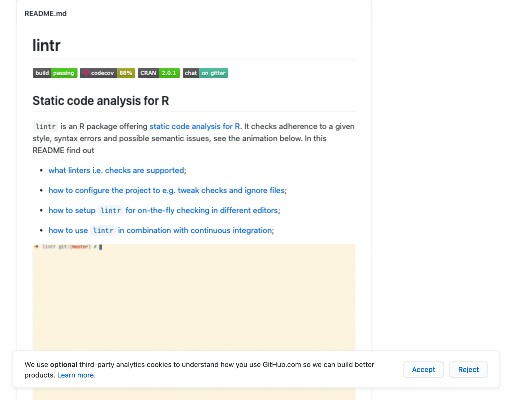 README.md
lintr
build passing codecov 88% CRAN 2.0.1 chat on gitter
Static code analysis for R
lintr is an R package offering static code analysis for R. It checks adherence to a given
style, syntax errors and possible semantic issues, see the animation below. In this
README find out
• what linters i.e. checks are supported;
• how to configure the project to e.g. tweak checks and ignore files;
• how to setup lintr for on-the-fly checking in different editors;
• how to use lintr in combination with continuous integration;
➜ lintr git:(master) ✗
We use optional third-party analytics cookies to understand how you use GitHub.com so we can build better
products. Learn more.
Accept Reject